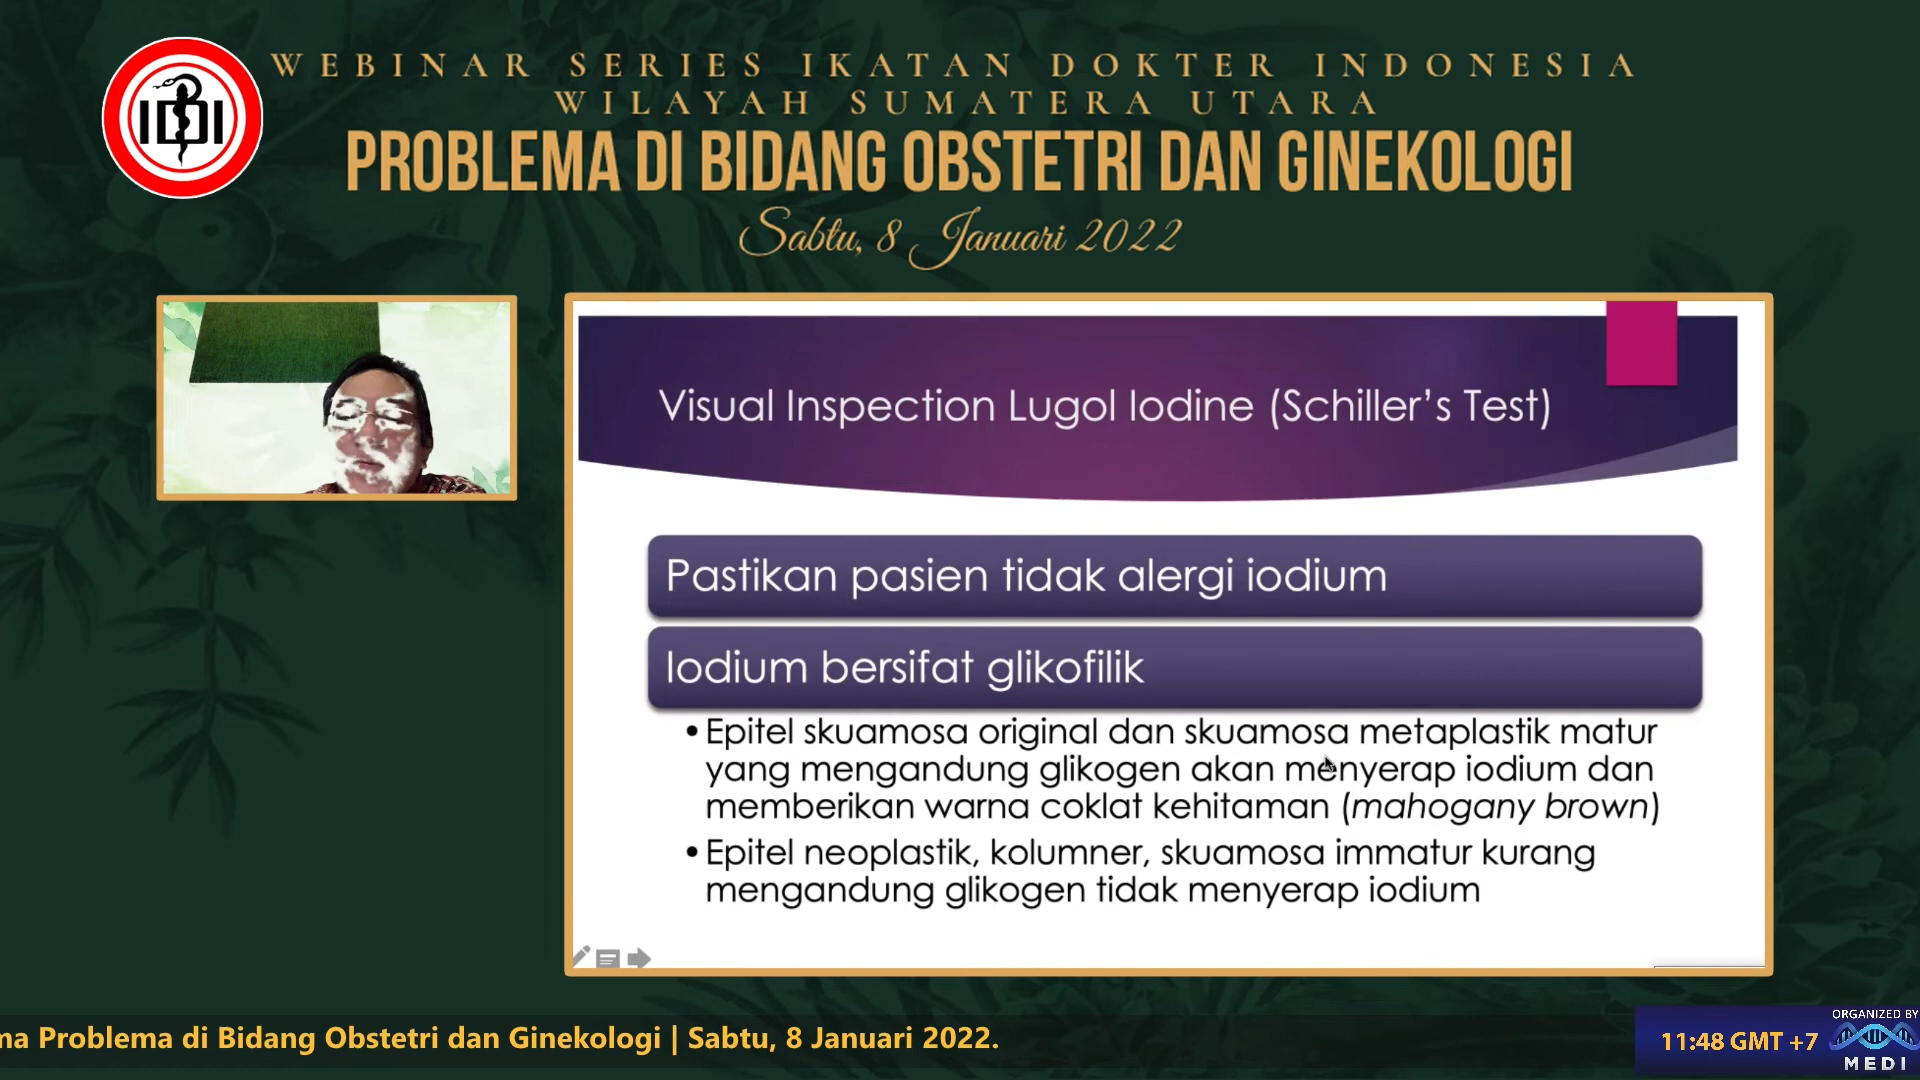 WEBINAR SERIES IKATAN DOKTER INDONESIA
WILAYAH SUMATERA UTARA
PROBLEMA DI BIDANG OBSTETRI DAN GINEKOLOGI
Sabtu, 8 Januari 2022
IDI
Visual Inspection Lugol Iodine (Schiller's Test)
Pastikan pasien tidak alergi iodium
Iodium bersifat glikofilik
• Epitel skuamosa original dan skuamosa metaplastik matur
yang mengandung glikogen akan menyerap iodium dan
memberikan warna coklat kehitaman (mahogany brown)
• Epitel neoplastik, kolumner, skuamosa immatur kurang
mengandung glikogen tidak menyerap iodium
ma Problema di Bidang Obstetri dan Ginekologi | Sabtu, 8 Januari 2022.
11:48 GMT +7
ORGANIZED BY
MEDI